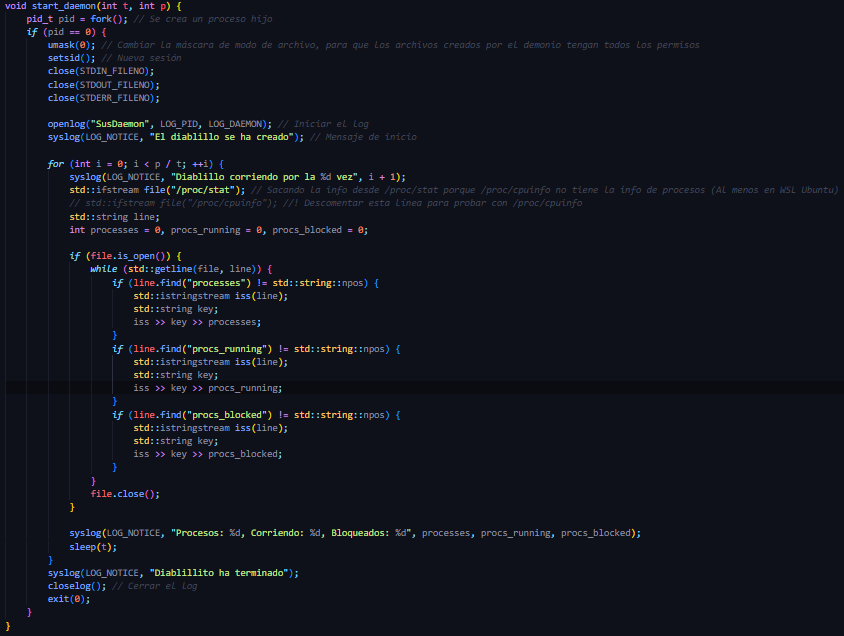 void start_daemon(int t, int p) {
    pid_t pid = fork(); // Se crea un proceso hijo
    if (pid == 0) {
        umask(0); // Cambiar la máscara de modo de archivo, para que los archivos creados por el demonio tengan todos los permisos
        setsid(); // Nueva sesión
        close(STDIN_FILENO);
        close(STDOUT_FILENO);
        close(STDERR_FILENO);

        openlog("SusDaemon", LOG_PID, LOG_DAEMON); // Iniciar el log
        syslog(LOG_NOTICE, "El diablillo se ha creado"); // Mensaje de inicio

        for (int i = 0; i < p / t; ++i) {
            syslog(LOG_NOTICE, "Diablillo corriendo por la %d vez", i + 1);
            std::ifstream file("/proc/stat"); // Sacando la info desde /proc/stat porque /proc/cpuinfo no tiene la info de procesos (Al menos en WSL Ubuntu)
            // std::ifstream file("/proc/cpuinfo"); //! Descomentar esta linea para probar con /proc/cpuinfo
            std::string line;
            int processes = 0, procs_running = 0, procs_blocked = 0;

            if (file.is_open()) {
                while (std::getline(file, line)) {
                    if (line.find("processes") != std::string::npos) {
                        std::istringstream iss(line);
                        std::string key;
                        iss >> key >> processes;
                    }
                    if (line.find("procs_running") != std::string::npos) {
                        std::istringstream iss(line);
                        std::string key;
                        iss >> key >> procs_running;
                    }
                    if (line.find("procs_blocked") != std::string::npos) {
                        std::istringstream iss(line);
                        std::string key;
                        iss >> key >> procs_blocked;
                    }
                }
                file.close();
            }

            syslog(LOG_NOTICE, "Procesos: %d, Corriendo: %d, Bloqueados: %d", processes, procs_running, procs_blocked);
            sleep(t);
        }
        syslog(LOG_NOTICE, "Diablillito ha terminado");
        closelog(); // Cerrar el log
        exit(0);
    }
}